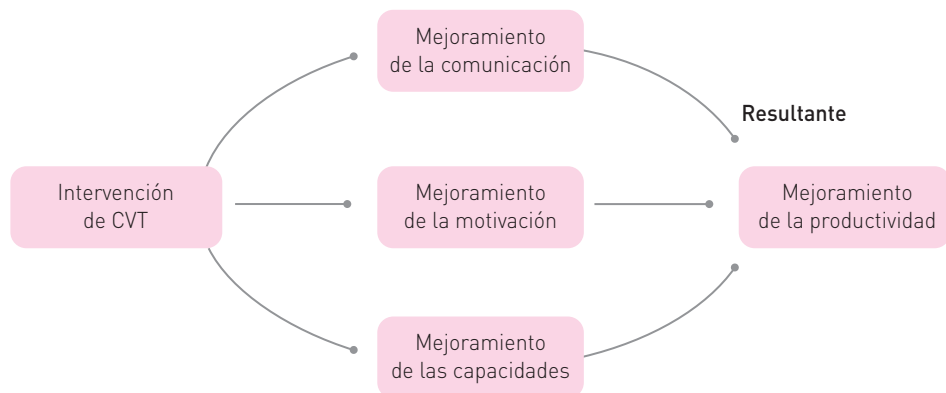 Mejoramiento
de la comunicación
Resultante
Intervención
de CVT
Mejoramiento
de la motivación
Mejoramiento
de la productividad
Mejoramiento
de las capacidades